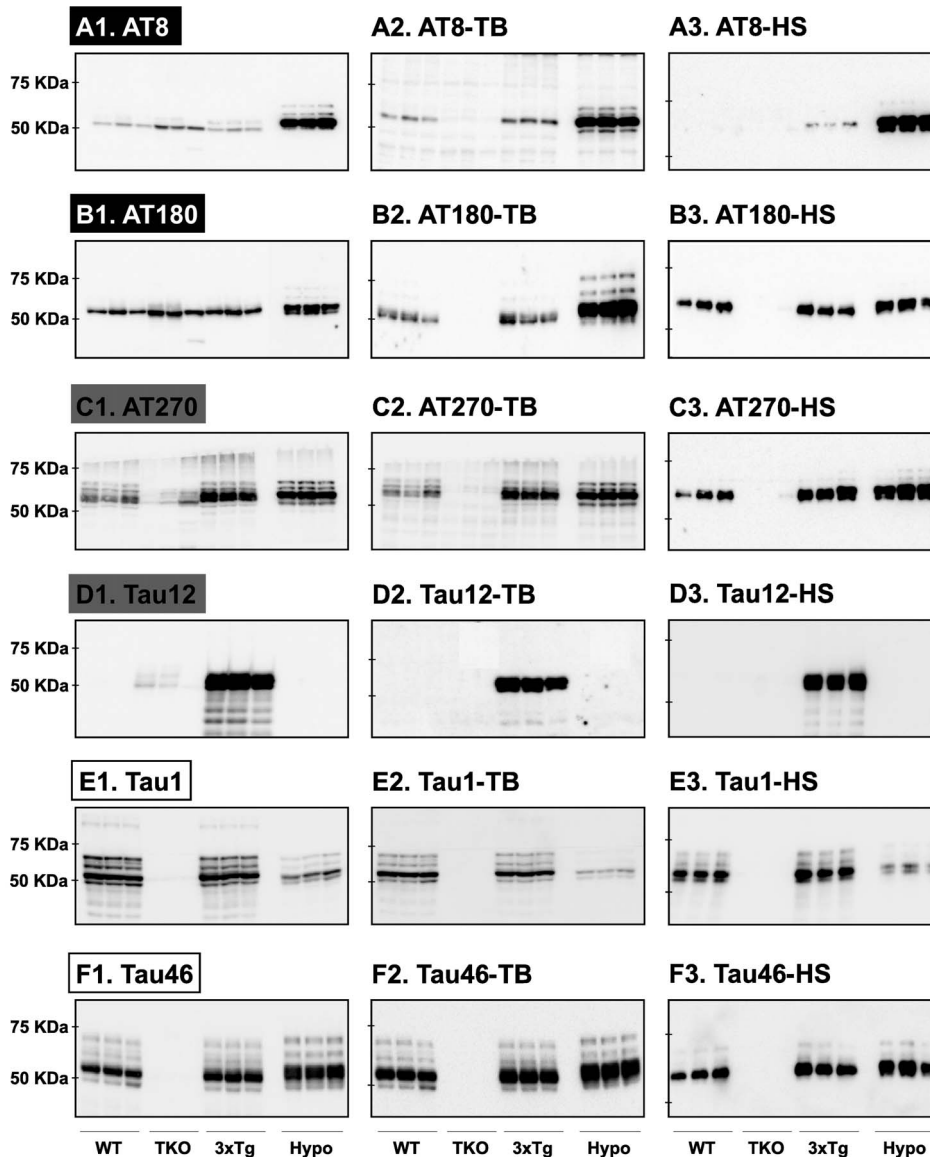 A1. AT8 A2. AT8-TB A3. AT8-HS
75 KDa
50 KDa
B1. AT180 B2. AT180-TB B3. AT180-HS
75 KDa
50 KDa
C1. AT270 C2. AT270-TB C3. AT270-HS
75 KDa
50 KDa
D1. Tau12 D2. Tau12-TB D3. Tau12-HS
75 KDa
50 KDa
E1. Tau1 E2. Tau1-TB E3. Tau1-HS
75 KDa
50 KDa
F1. Tau46 F2. Tau46-TB F3. Tau46-HS
75 KDa
50 KDa
WT TKO 3xTg Hypo WT TKO 3xTg Hypo WT TKO 3xTg Hypo